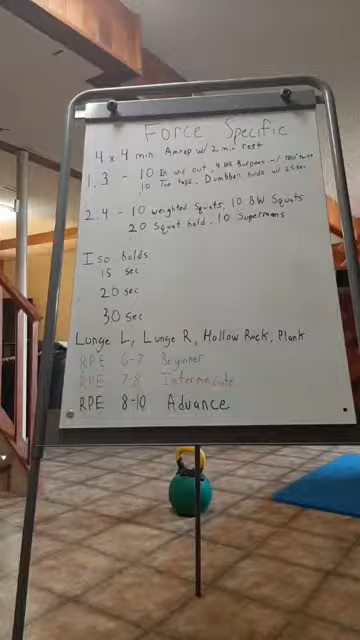 Force Specific
4 x 4 min Amrap w/ 2 min rest
1. 3 - 10 In and out, 4 HR Burpees w/
10 Toe taps. Dumbbell holds w/ 25 sec
2. 4 - 10 weighted Squats, 10 BW Squats
20 Squat hold. 10 Supermans
Iso holds
15 sec
20 sec
30 sec
Lunge L, Lunge R, Hollow Rock, Plank
RPE 6-7 Beginner
RPE 7-8 Intermediate
RPE 8-10 Advance